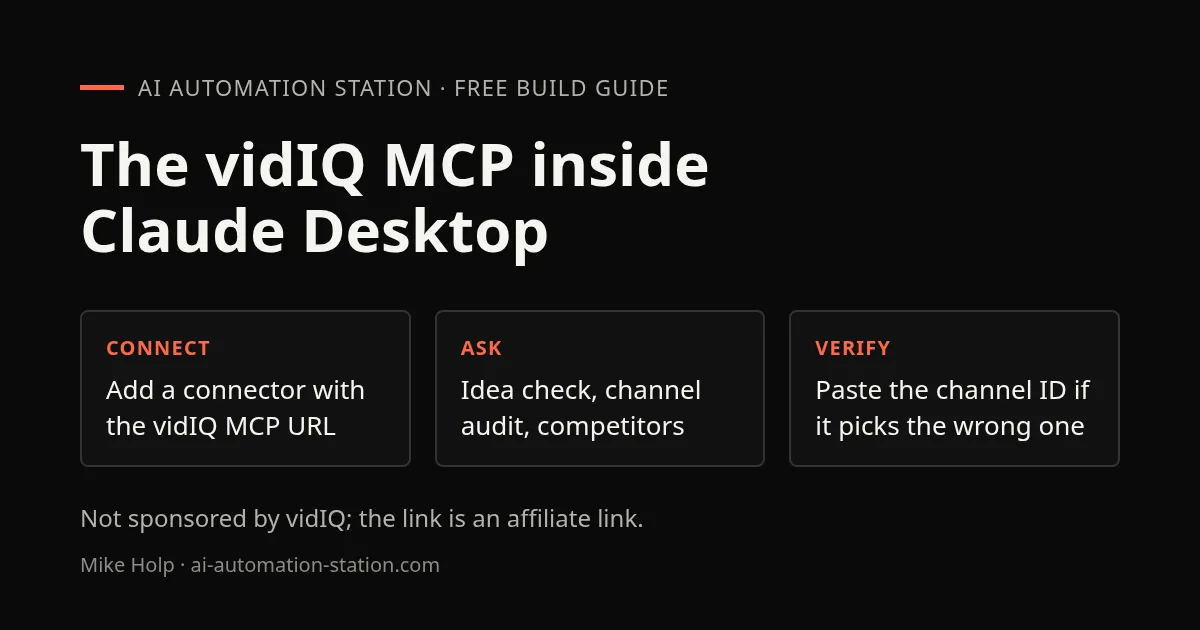 AI AUTOMATION STATION · FREE BUILD GUIDE
The vidIQ MCP inside
Claude Desktop
CONNECT
Add a connector with
the vidIQ MCP URL
ASK
Idea check, channel
audit, competitors
VERIFY
Paste the channel ID if
it picks the wrong one
Not sponsored by vidIQ; the link is an affiliate link.
Mike Holp · ai-automation-station.com